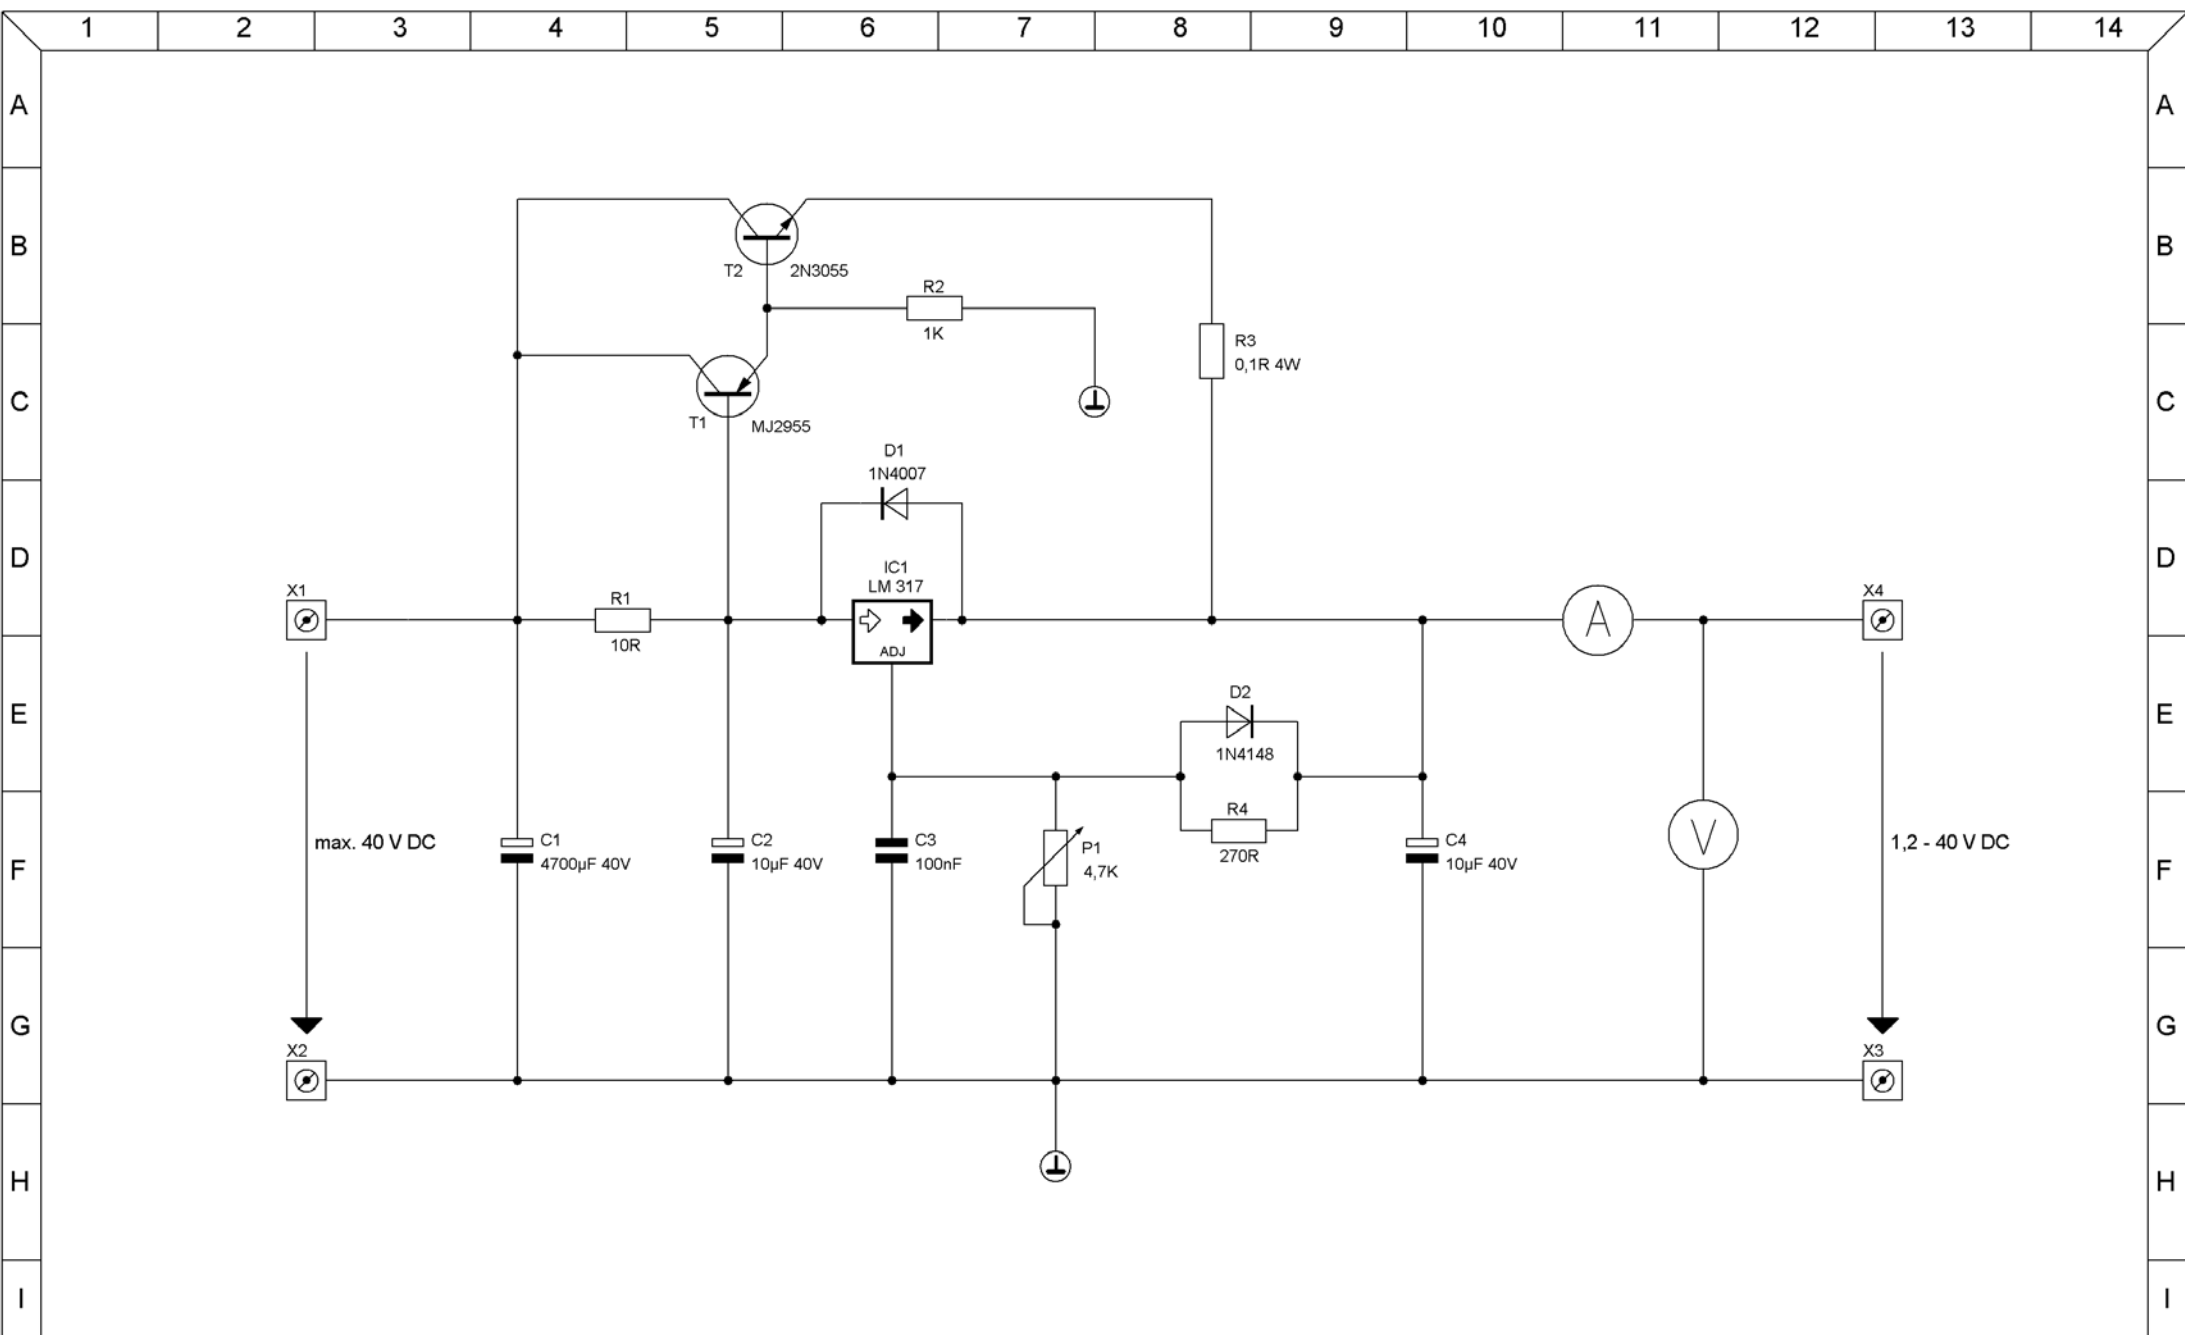 1 2 3 4 5 6 7 8 9 10 11 12 13 14
A A
B B
T2 2N3055
R2
1K
R3
0,1R 4W
C C
T1 MJ2955
D1
1N4007
D D
IC1
LM 317
X1
R1
10R
ADJ
A
X4
E E
D2
1N4148
R4
270R
max. 40 V DC
C1
4700µF 40V
C2
10µF 40V
C3
100nF
P1
4,7K
C4
10µF 40V
V
1,2 - 40 V DC
F F
G G
X2
X3
H H
I I